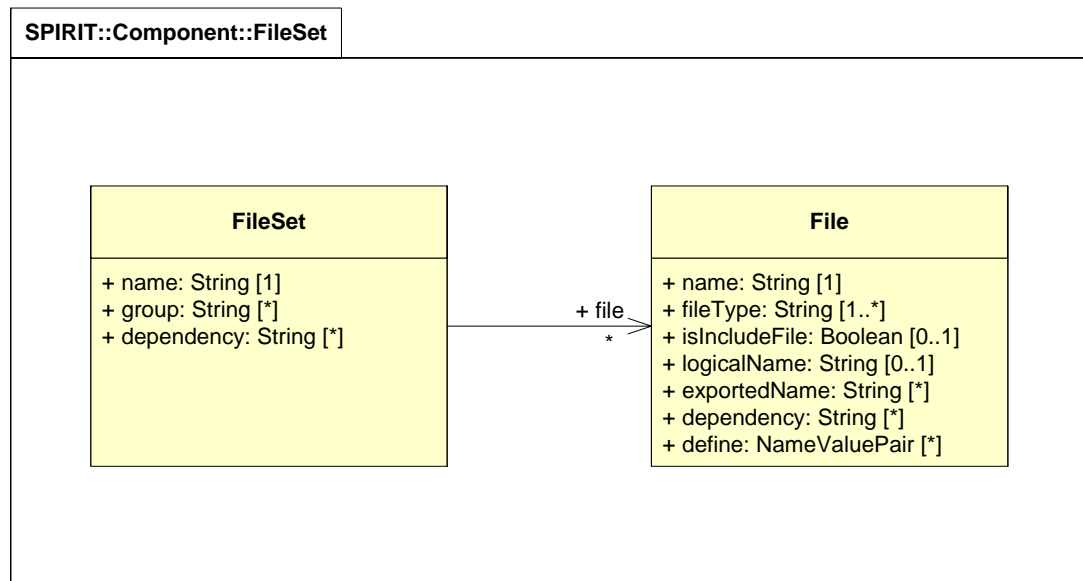 SPIRIT::Component::FileSet
FileSet
+ name: String [1]
+ group: String [*]
+ dependency: String [*]
+ file
*
File
+ name: String [1]
+ fileType: String [1..*]
+ isIncludeFile: Boolean [0..1]
+ logicalName: String [0..1]
+ exportedName: String [*]
+ dependency: String [*]
+ define: NameValuePair [*]